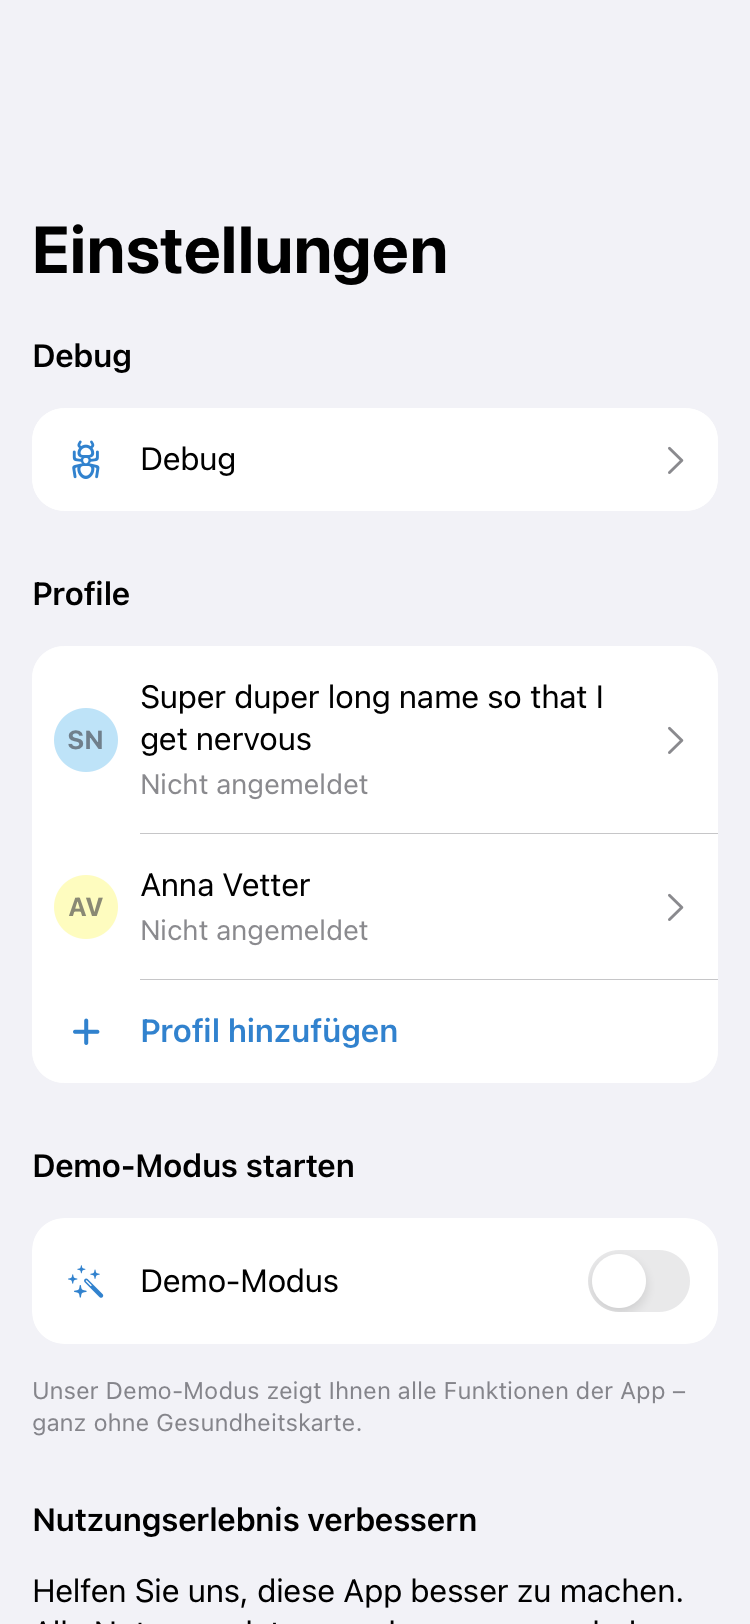 Einstellungen
Debug
Debug
Profile
SN
Super duper long name so that I
get nervous
Nicht angemeldet
AV
Anna Vetter
Nicht angemeldet
Profil hinzufügen
Demo-Modus starten
Demo-Modus
Unser Demo-Modus zeigt Ihnen alle Funktionen der App –
ganz ohne Gesundheitskarte.
Nutzungserlebnis verbessern
Helfen Sie uns, diese App besser zu machen.